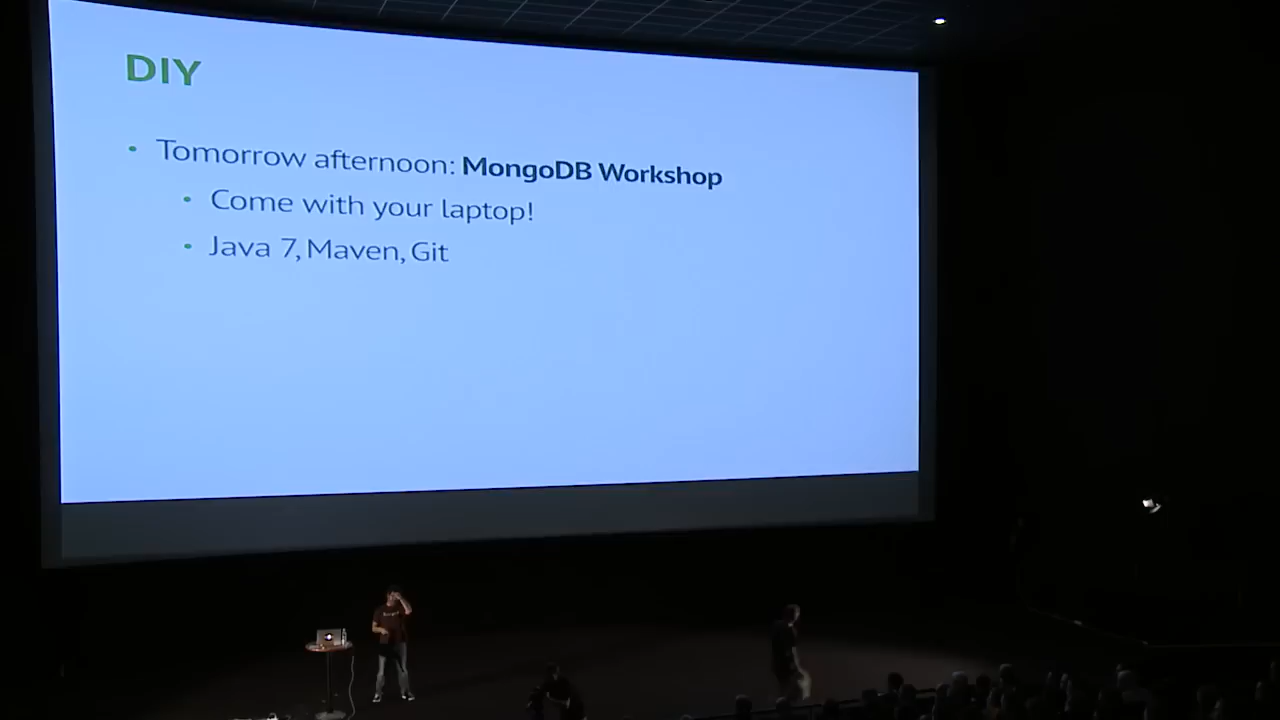 DIY
• Tomorrow afternoon: MongoDB Workshop
• Come with your laptop!
• Java 7, Maven, Git